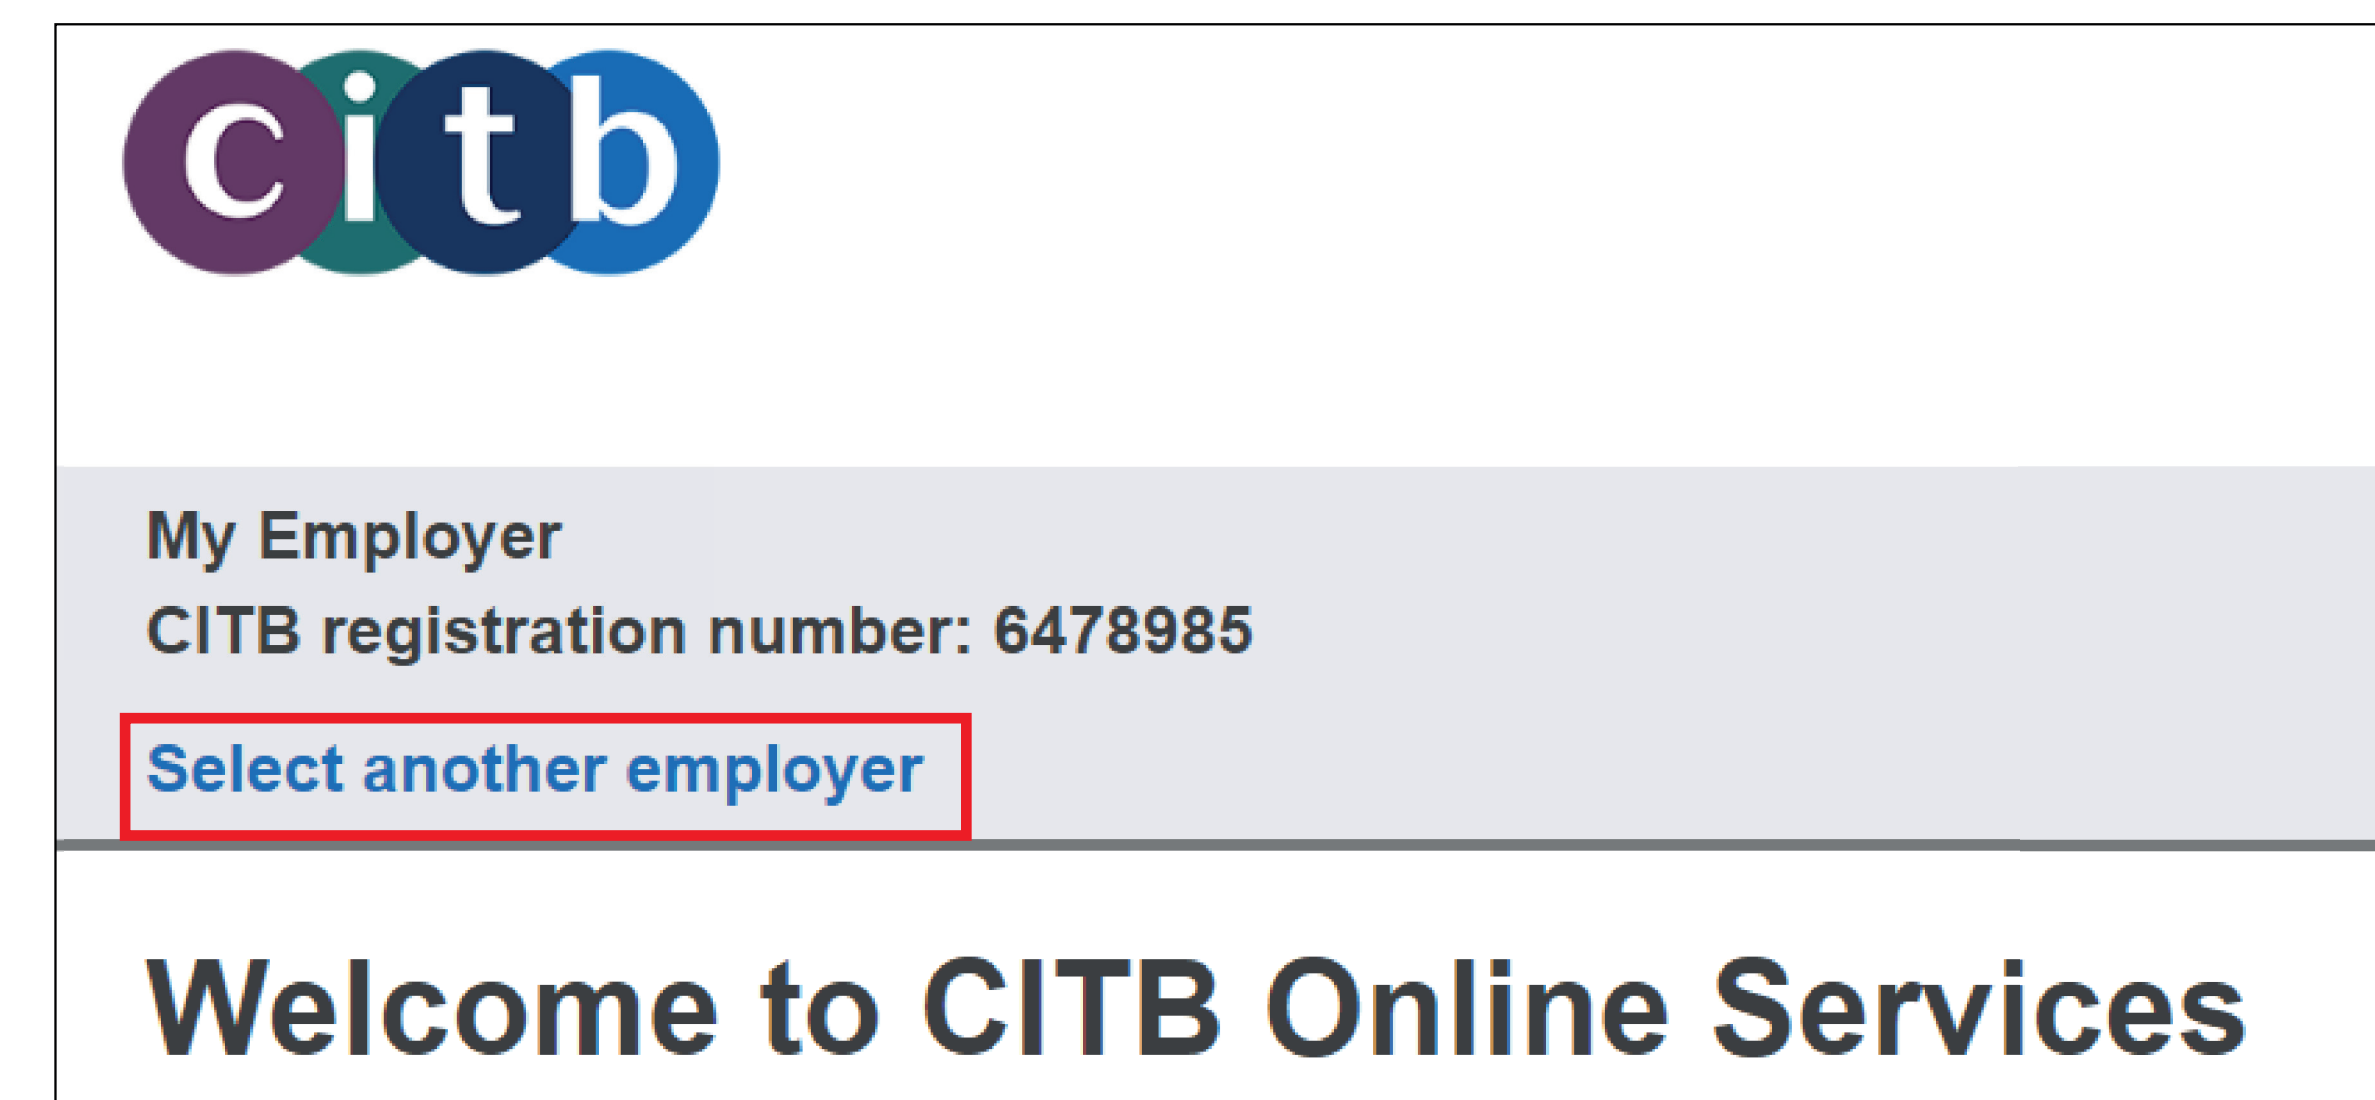 citb
My Employer
CITB registration number: 6478985
Select another employer
Welcome to CITB Online Services